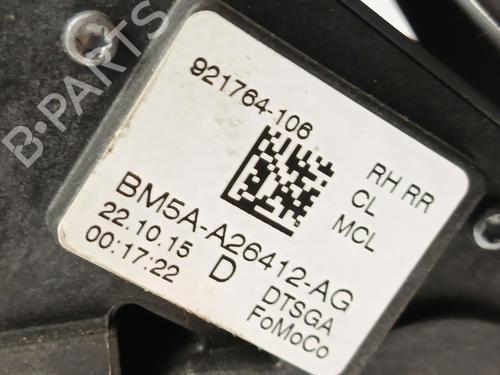 B-PARTS
921764-106
RH RR
CL
MCL
BM5A-A26412-AG
22.10.15
D
DTSGA
00:17:22
FoMoCo